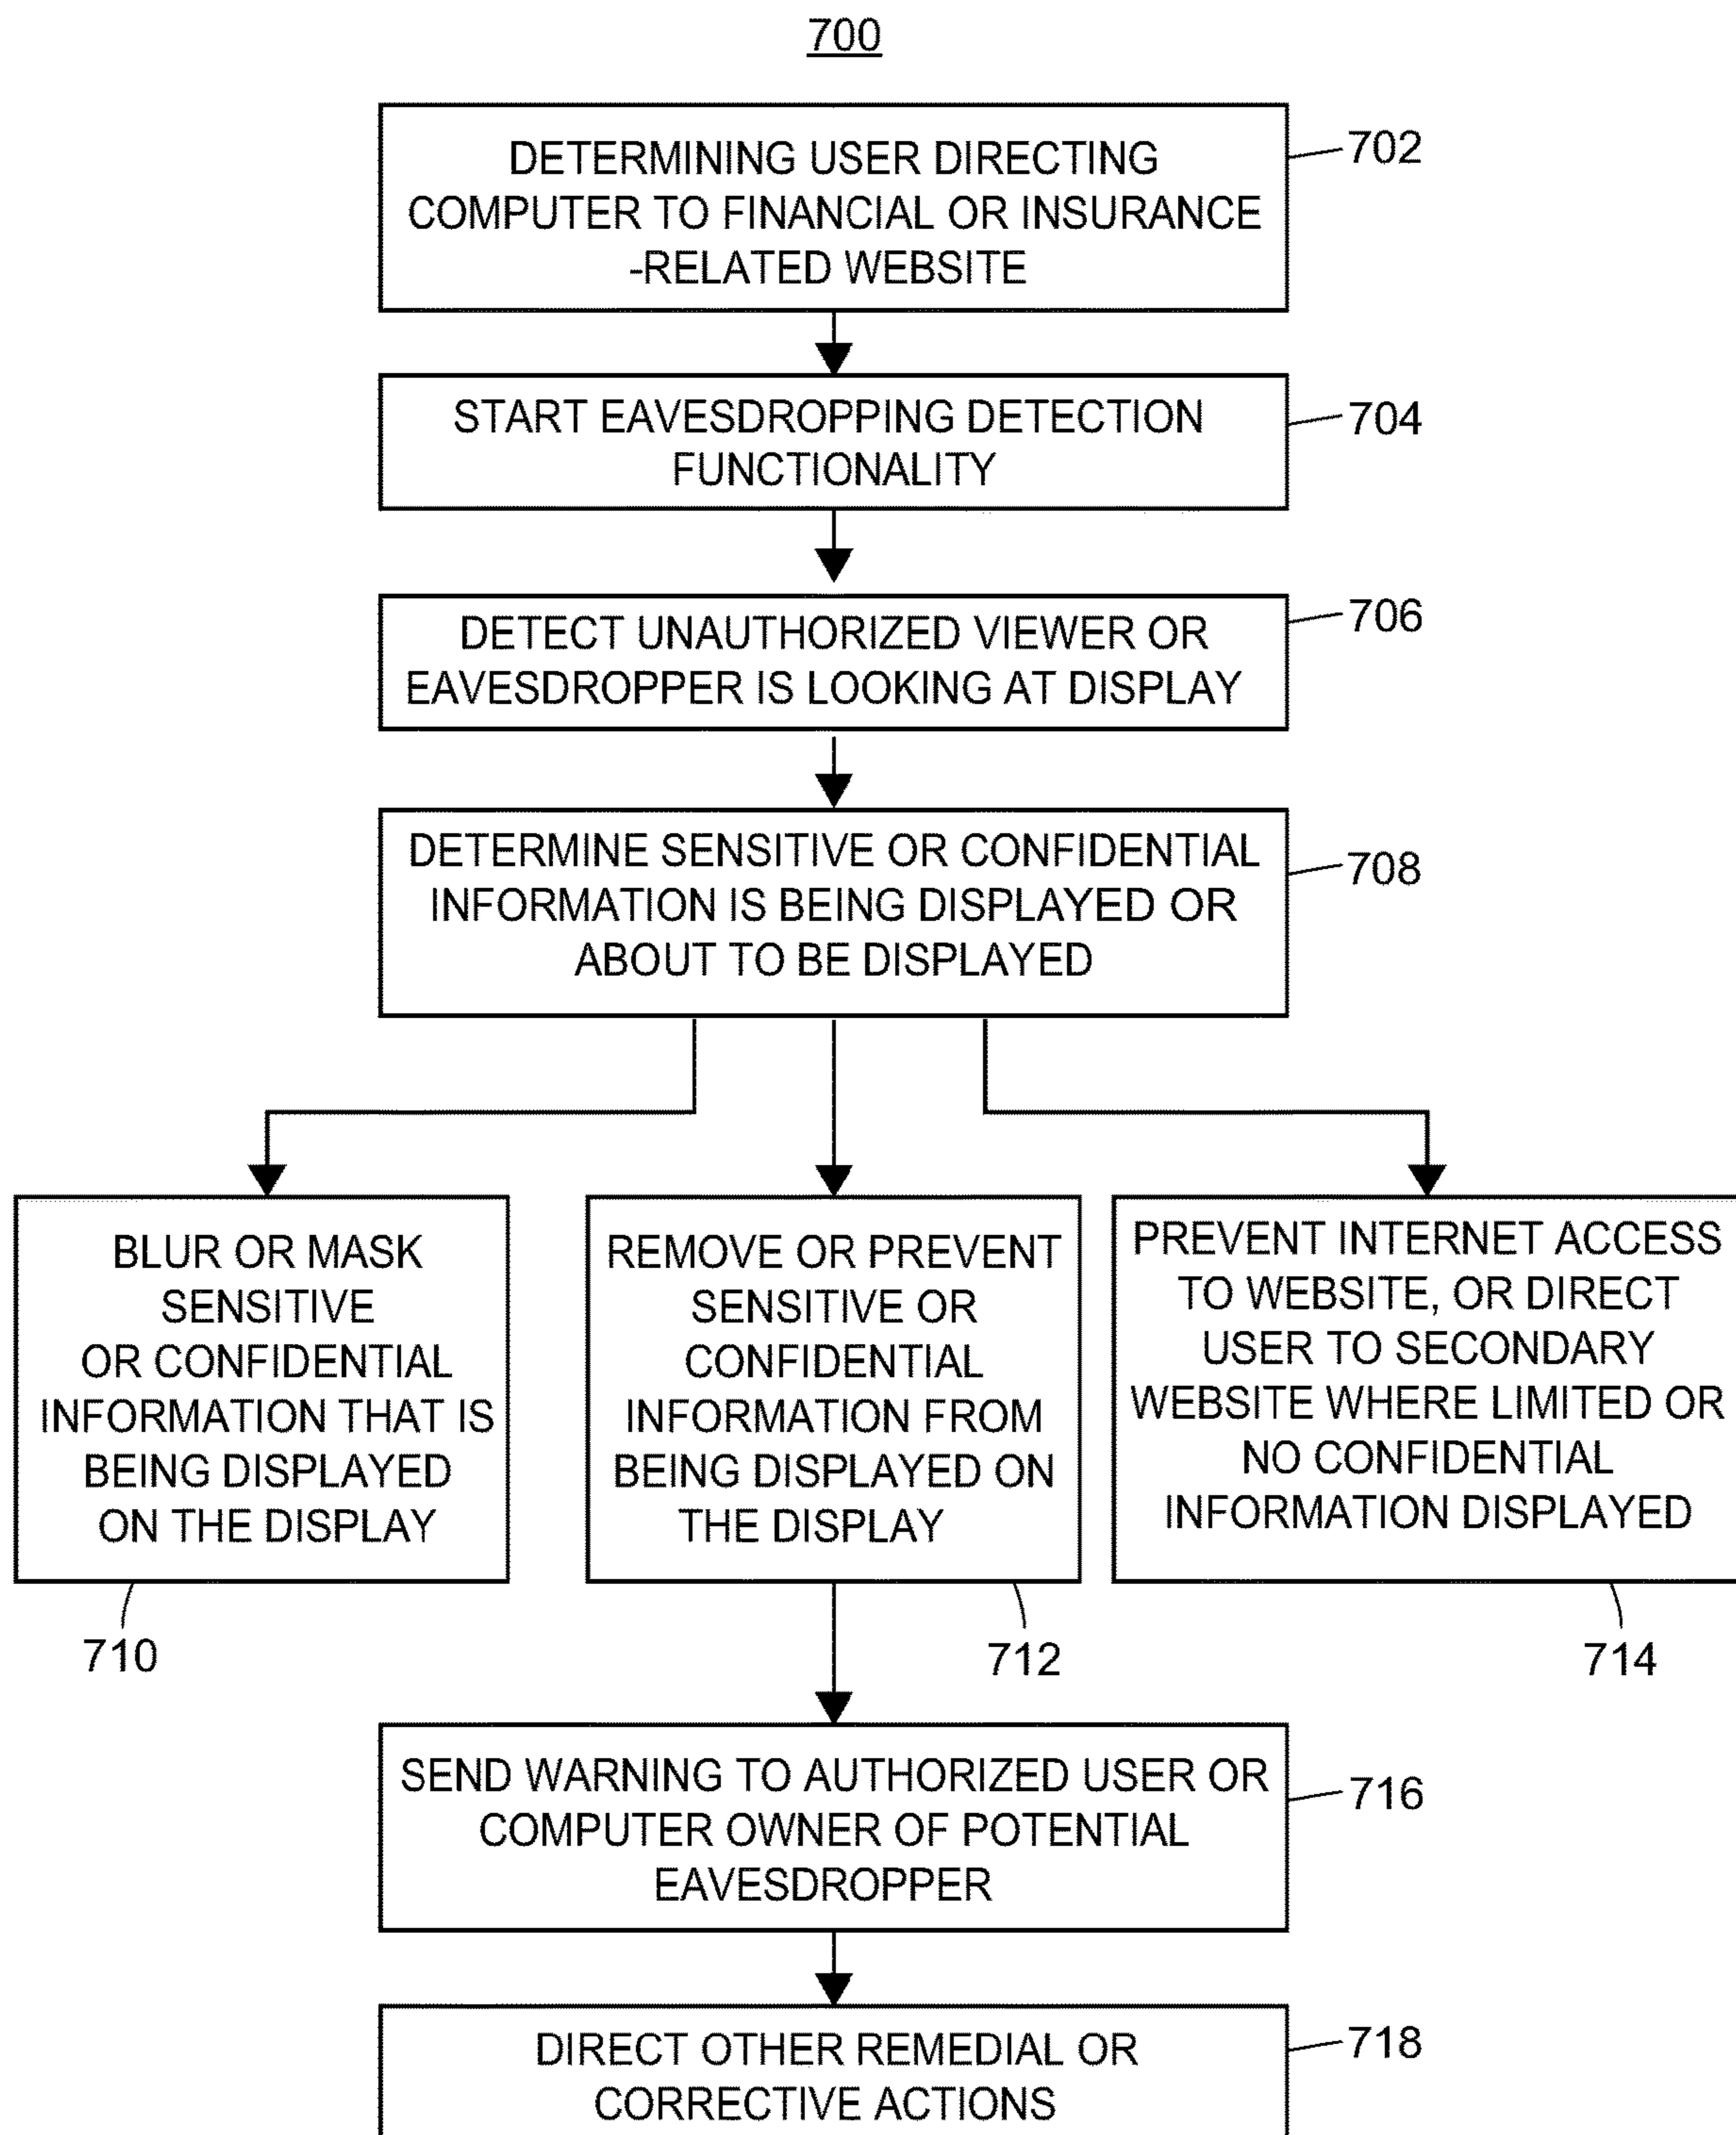 700
DETERMINING USER DIRECTING
COMPUTER TO FINANCIAL OR INSURANCE
-RELATED WEBSITE
702
START EAVESDROPPING DETECTION
FUNCTIONALITY
704
DETECT UNAUTHORIZED VIEWER OR
EAVESDROPPER IS LOOKING AT DISPLAY
706
DETERMINE SENSITIVE OR CONFIDENTIAL
INFORMATION IS BEING DISPLAYED OR
ABOUT TO BE DISPLAYED
708
BLUR OR MASK
SENSITIVE
OR CONFIDENTIAL
INFORMATION THAT IS
BEING DISPLAYED
ON THE DISPLAY
710
REMOVE OR PREVENT
SENSITIVE OR
CONFIDENTIAL
INFORMATION FROM
BEING DISPLAYED ON
THE DISPLAY
712
PREVENT INTERNET ACCESS
TO WEBSITE, OR DIRECT
USER TO SECONDARY
WEBSITE WHERE LIMITED OR
NO CONFIDENTIAL
INFORMATION DISPLAYED
714
SEND WARNING TO AUTHORIZED USER OR
COMPUTER OWNER OF POTENTIAL
EAVESDROPPER
716
DIRECT OTHER REMEDIAL OR
CORRECTIVE ACTIONS
718